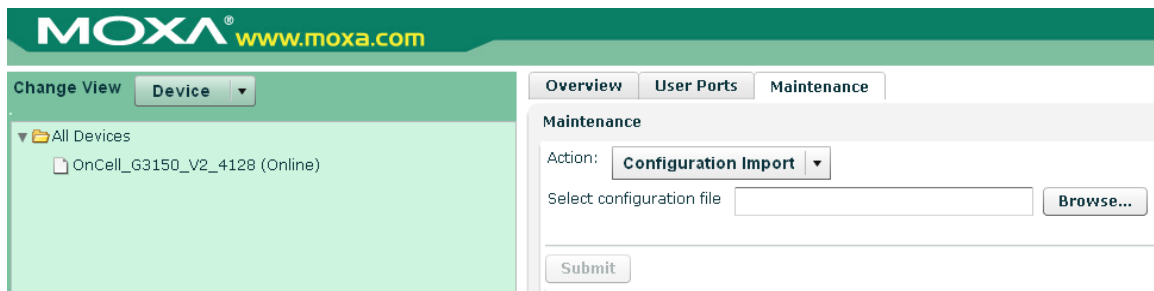 MOXA® www.moxa.com
Change View Device
All Devices
OnCell_G3150_V2_4128 (Online)
Overview User Ports Maintenance
Maintenance
Action: Configuration Import
Select configuration file Browse...
Submit